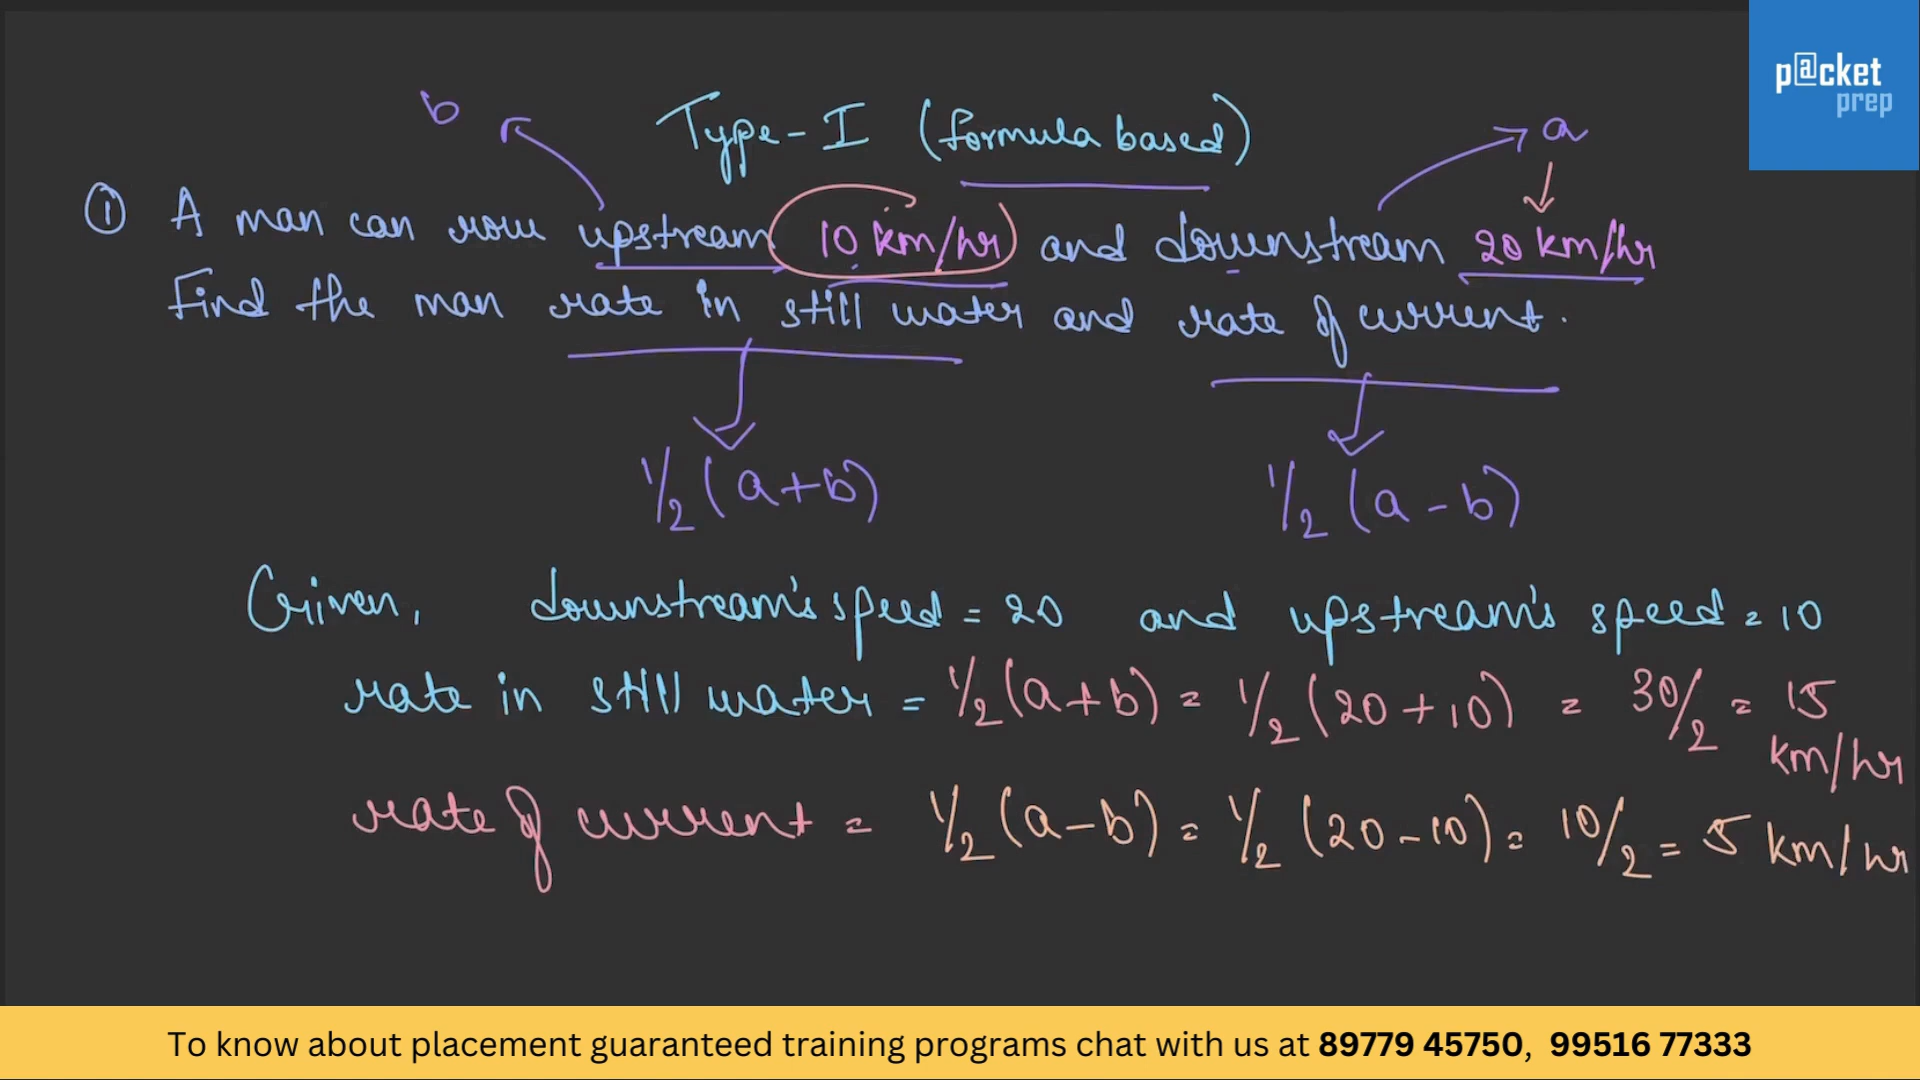 p@cket
prep
b
Type-I (formula based)
a
① A man can row upstream 10 km/hr and downstream 20 km/hr
Find the man rate in still water and rate of current.
1/2 (a+b)
1/2 (a-b)
Given, downstream's speed = 20 and upstream's speed = 10
rate in still water = 1/2 (a+b) = 1/2 (20+10) = 30/2 = 15
km/hr
rate of current = 1/2 (a-b) = 1/2 (20-10) = 10/2 = 5 km/hr
To know about placement guaranteed training programs chat with us at 89779 45750, 99516 77333